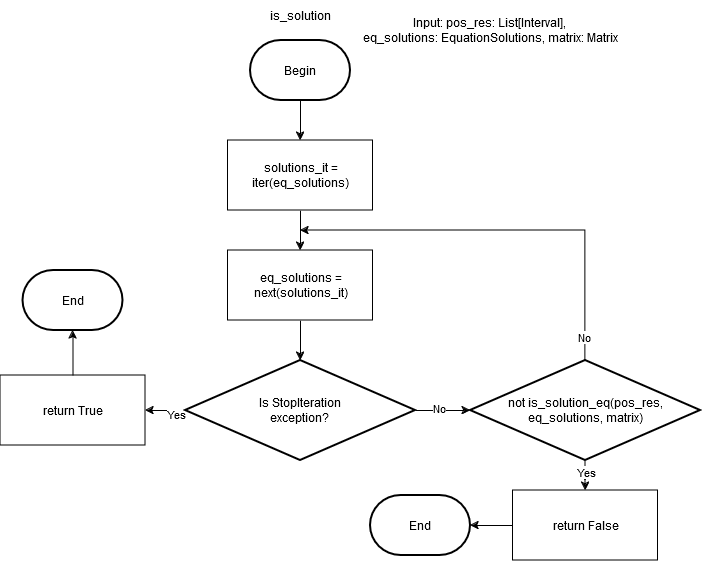 is_solution
Input: pos_res: List[Interval],
eq_solutions: EquationSolutions, matrix: Matrix
Begin
solutions_it =
iter(eq_solutions)
eq_solutions =
next(solutions_it)
End
No
return True
Yes
Is StopIteration
exception?
No
not is_solution_eq(pos_res,
eq_solutions, matrix)
Yes
End
return False